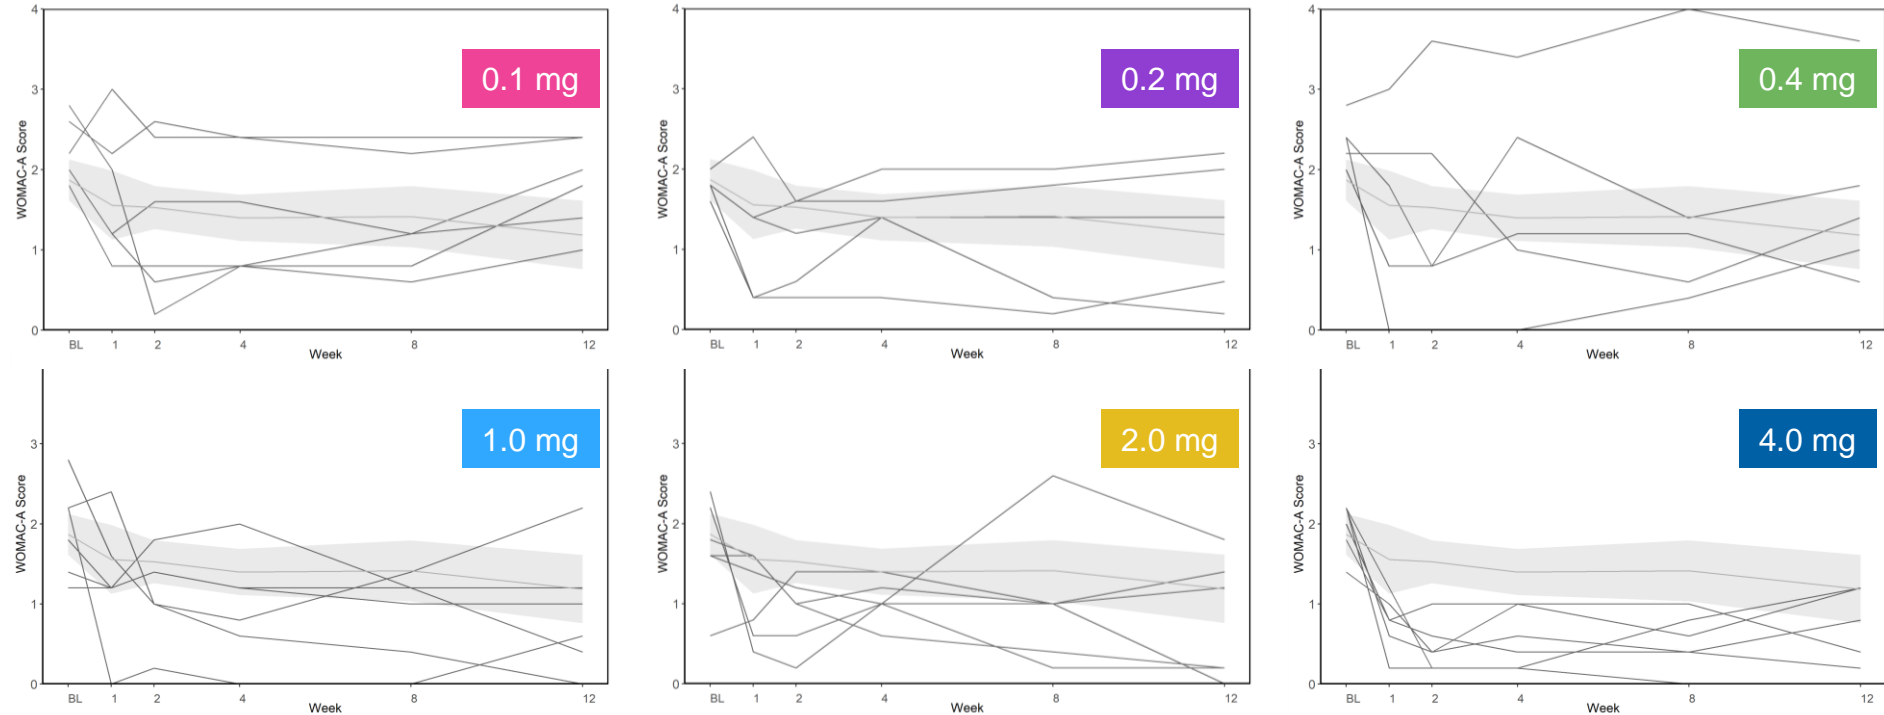 4
3
2
1
0
WOMAC-A Score
BL 1 2 4 8 12
Week
0.1 mg
4
3
2
1
0
WOMAC-A Score
BL 1 2 4 8 12
Week
0.2 mg
4
3
2
1
0
WOMAC-A Score
BL 1 2 4 8 12
Week
0.4 mg
3
2
1
0
WOMAC-A Score
BL 1 2 4 8 12
Week
1.0 mg
3
2
1
0
WOMAC-A Score
BL 1 2 4 8 12
Week
2.0 mg
3
2
1
0
WOMAC-A Score
BL 1 2 4 8 12
Week
4.0 mg